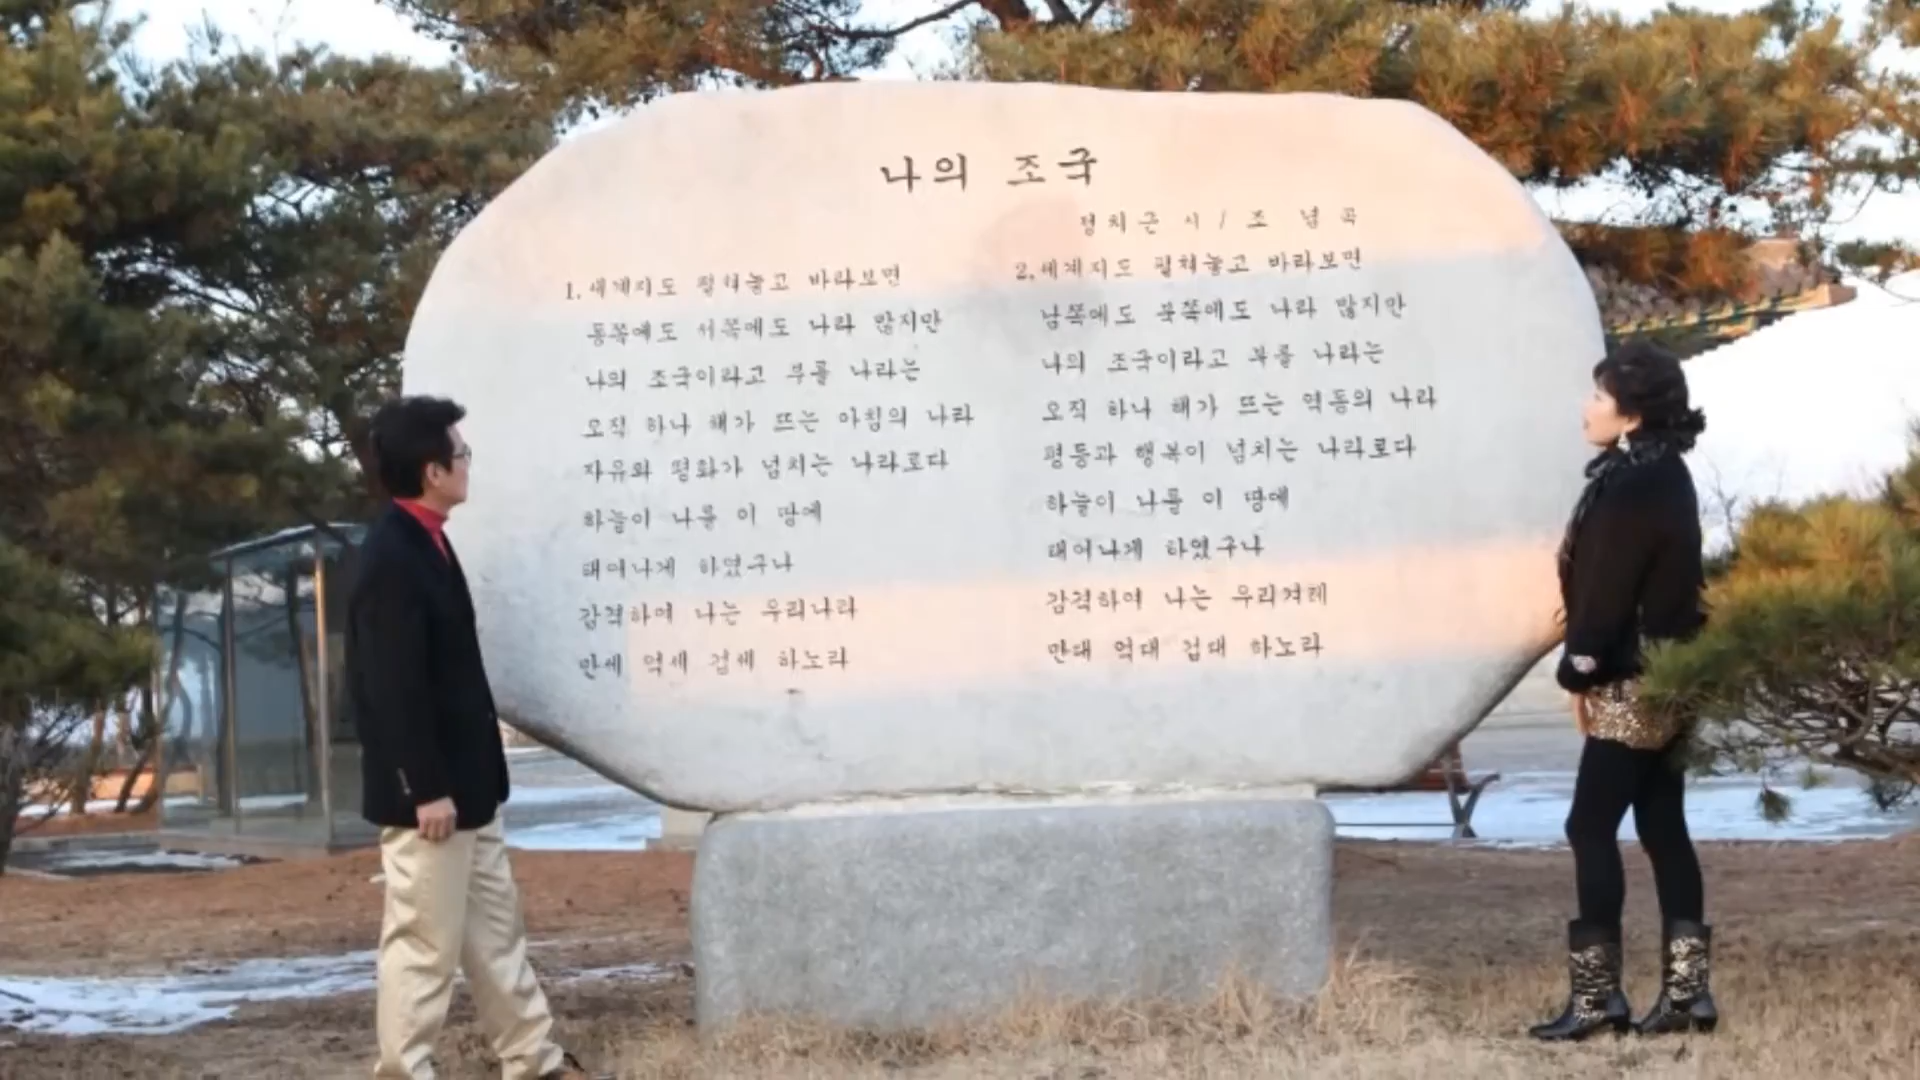 나의 조국
정치근 시 / 조 념 곡
1. 세계지도 펼쳐놓고 바라보면
동쪽에도 서쪽에도 나라 많지만
나의 조국이라고 부를 나라는
오직 하나 해가 뜨는 아침의 나라
자유와 평화가 넘치는 나라로다
하늘이 나를 이 땅에
태어나게 하였구나
감격하여 나는 우리나라
만세 억세 겁세 하노라
2. 세계지도 펼쳐놓고 바라보면
남쪽에도 북쪽에도 나라 많지만
나의 조국이라고 부를 나라는
오직 하나 해가 뜨는 역동의 나라
평등과 행복이 넘치는 나라로다
하늘이 나를 이 땅에
태어나게 하였구나
감격하여 나는 우리겨레
만대 억대 겁대 하노라